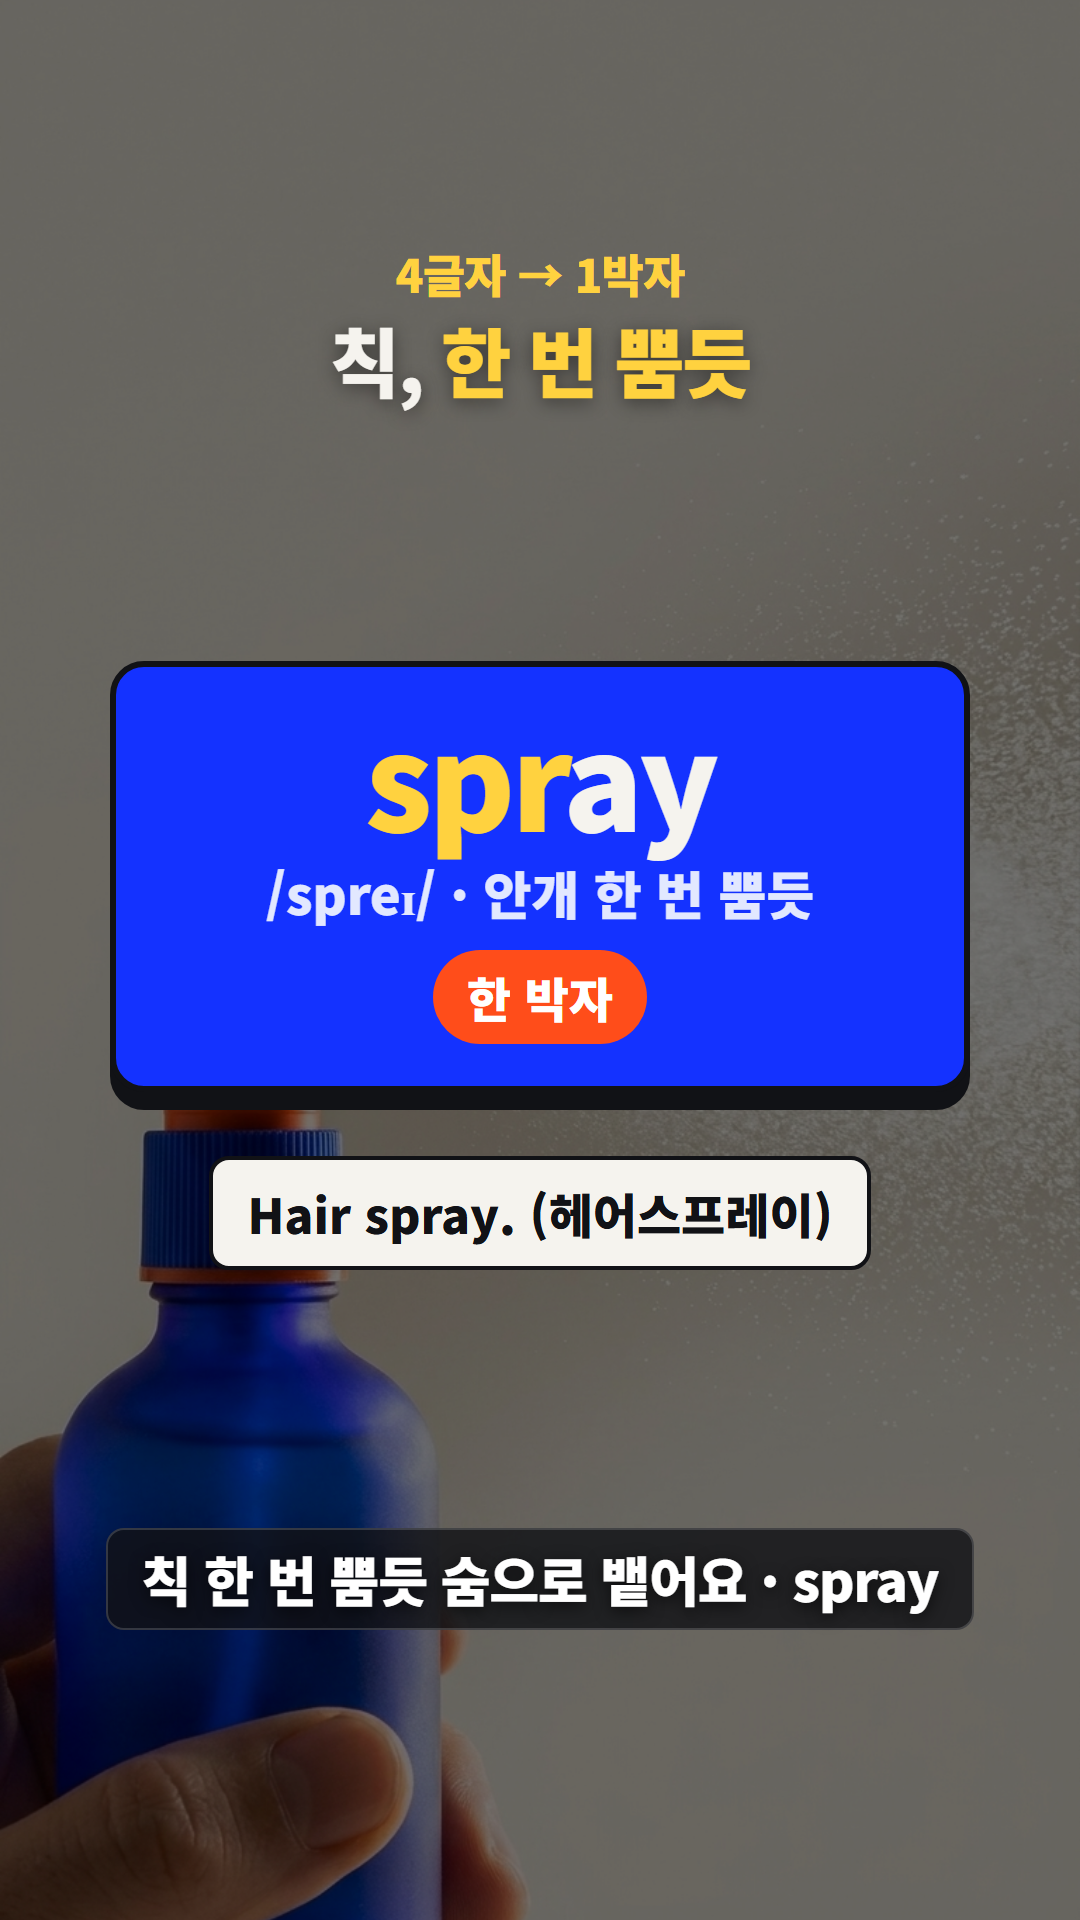 4글자 → 1박자
칙, 한 번 뿜듯
spray
/spreɪ/ · 안개 한 번 뿜듯
한 박자
Hair spray. (헤어스프레이)
칙 한 번 뿜듯 숨으로 뱉어요 · spray